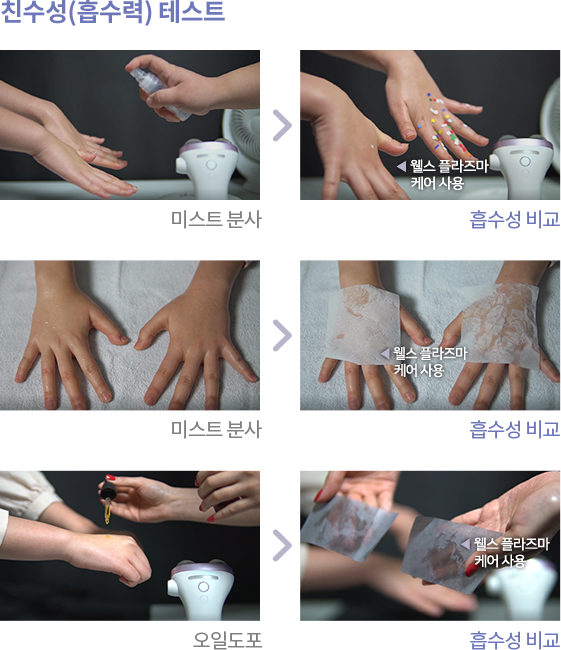 친수성(흡수력) 테스트
웰스 플라즈마
케어 사용
미스트 분사
흡수성 비교
웰스 플라즈마
케어 사용
미스트 분사
흡수성 비교
웰스 플라즈마
케어 사용
오일도포
흡수성 비교